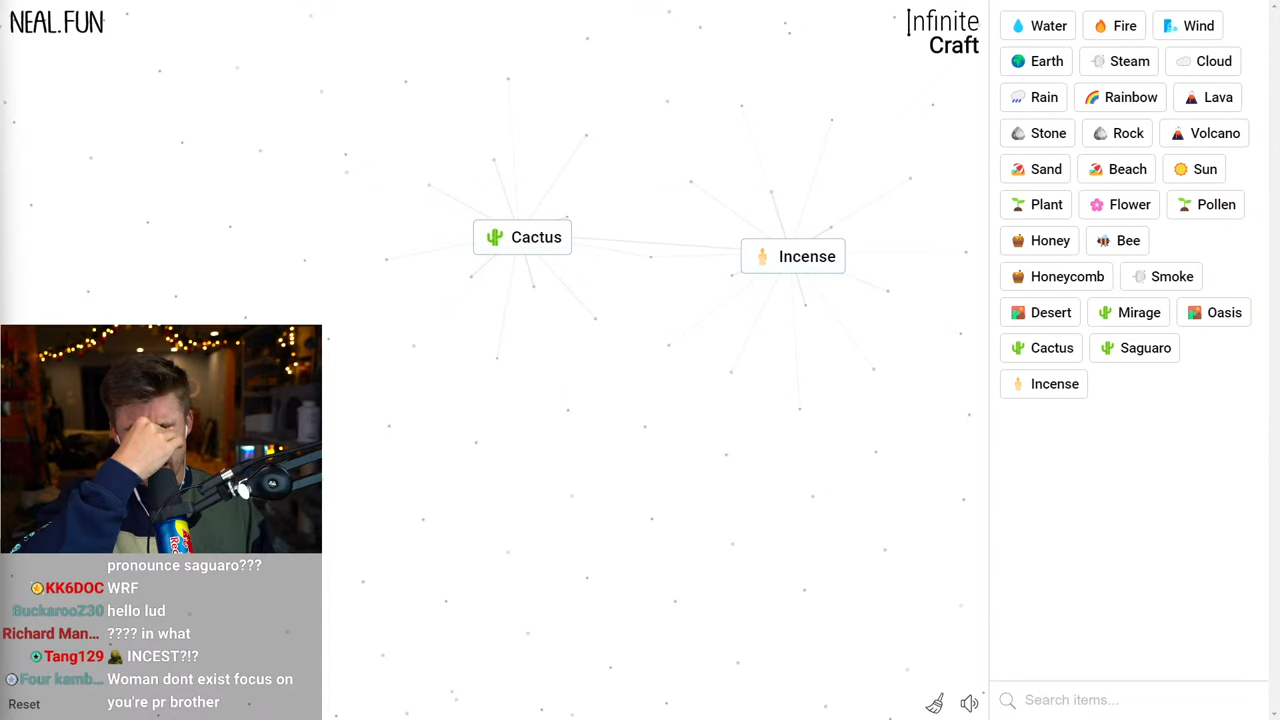 NEAL.FUN
Infinite
Craft
Cactus
Incense
Water
Fire
Wind
Earth
Steam
Cloud
Rain
Rainbow
Lava
Stone
Rock
Volcano
Sand
Beach
Sun
Plant
Flower
Pollen
Honey
Bee
Honeycomb
Smoke
Desert
Mirage
Oasis
Cactus
Saguaro
Incense
Search items...
pronounce saguaro???
KK6DOC WRF
BuckarooZ30 hello lud
Richard Man... ???? in what
Tang129 INCEST?!?
Four kamb... Woman dont exist focus on
you're pr brother
Reset